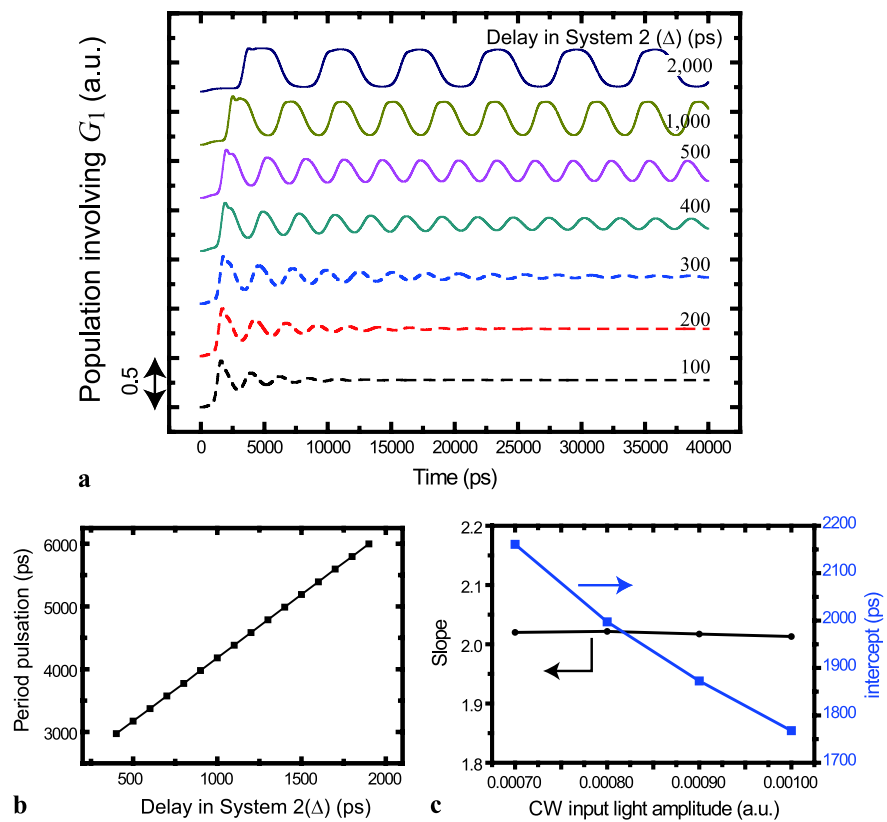 Delay in System 2 (Δ) (ps)
2,000
1,000
500
400
300
200
100
Population involving G1 (a.u.)
0.5
0 5000 10000 15000 20000 25000 30000 35000 40000
Time (ps)
a
6000
5000
4000
3000
Period pulsation (ps)
500 1000 1500 2000
Delay in System 2(Δ) (ps)
b
2.2
2.1
2.0
1.9
1.8
Slope
2200
2100
2000
1900
1800
1700
intercept (ps)
0.00070 0.00080 0.00090 0.00100
CW input light amplitude (a.u.)
c